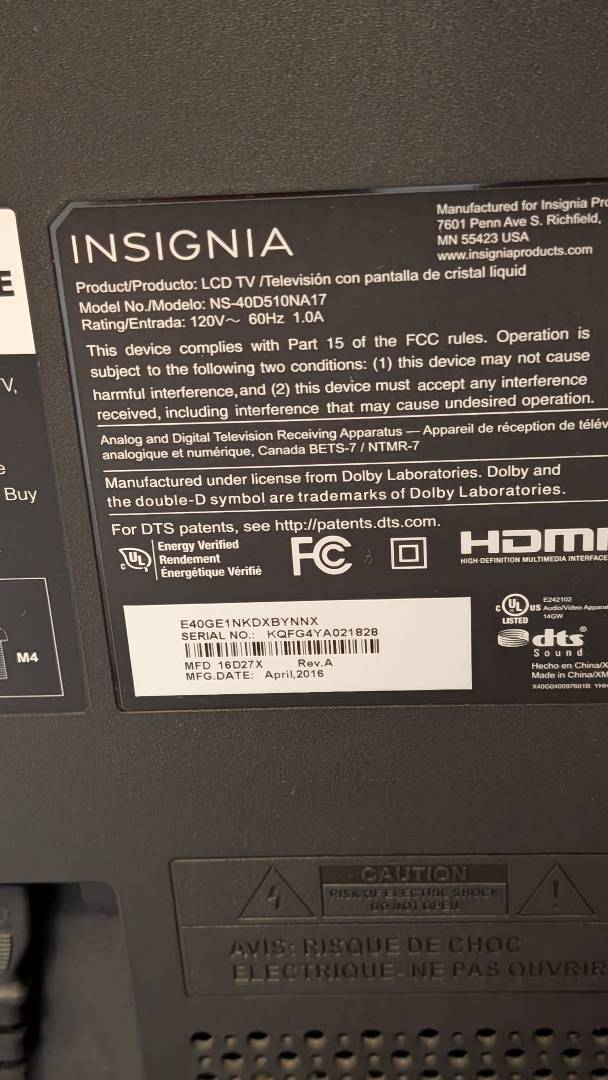 E
V,
e
Buy
M4
INSIGNIA
Manufactured for Insignia Pro
7601 Penn Ave S. Richfield,
MN 55423 USA
www.insigniaproducts.com
Product/Producto: LCD TV /Televisión con pantalla de cristal liquid
Model No./Modelo: NS-40D510NA17
Rating/Entrada: 120V～ 60Hz 1.0A
This device complies with Part 15 of the FCC rules. Operation is
subject to the following two conditions: (1) this device may not cause
harmful interference,and (2) this device must accept any interference
received, including interference that may cause undesired operation.
Analog and Digital Television Receiving Apparatus — Appareil de réception de télév
analogique et numérique, Canada BETS-7 / NTMR-7
Manufactured under license from Dolby Laboratories. Dolby and
the double-D symbol are trademarks of Dolby Laboratories.
For DTS patents, see http://patents.dts.com.
UL
Energy Verified
Rendement
Énergétique Vérifié
FC
HDMI
HIGH-DEFINITION MULTIMEDIA INTERFACE
E40GE1NKDXBYNNX
SERIAL NO.: KQFG4YA021828
MFD 16D27X Rev.A
MFG.DATE: April,2016
c UL US
LISTED
E242102
Audio/Video Apparat
14GW
dts
Sound
Hecho en China/X
Made in China/XM
X40G040097601B YHH
CAUTION
RISK OF ELECTRIC SHOCK
DO NOT OPEN
AVIS: RISQUE DE CHOC
ELECTRIQUE- NE PAS OUVRIR